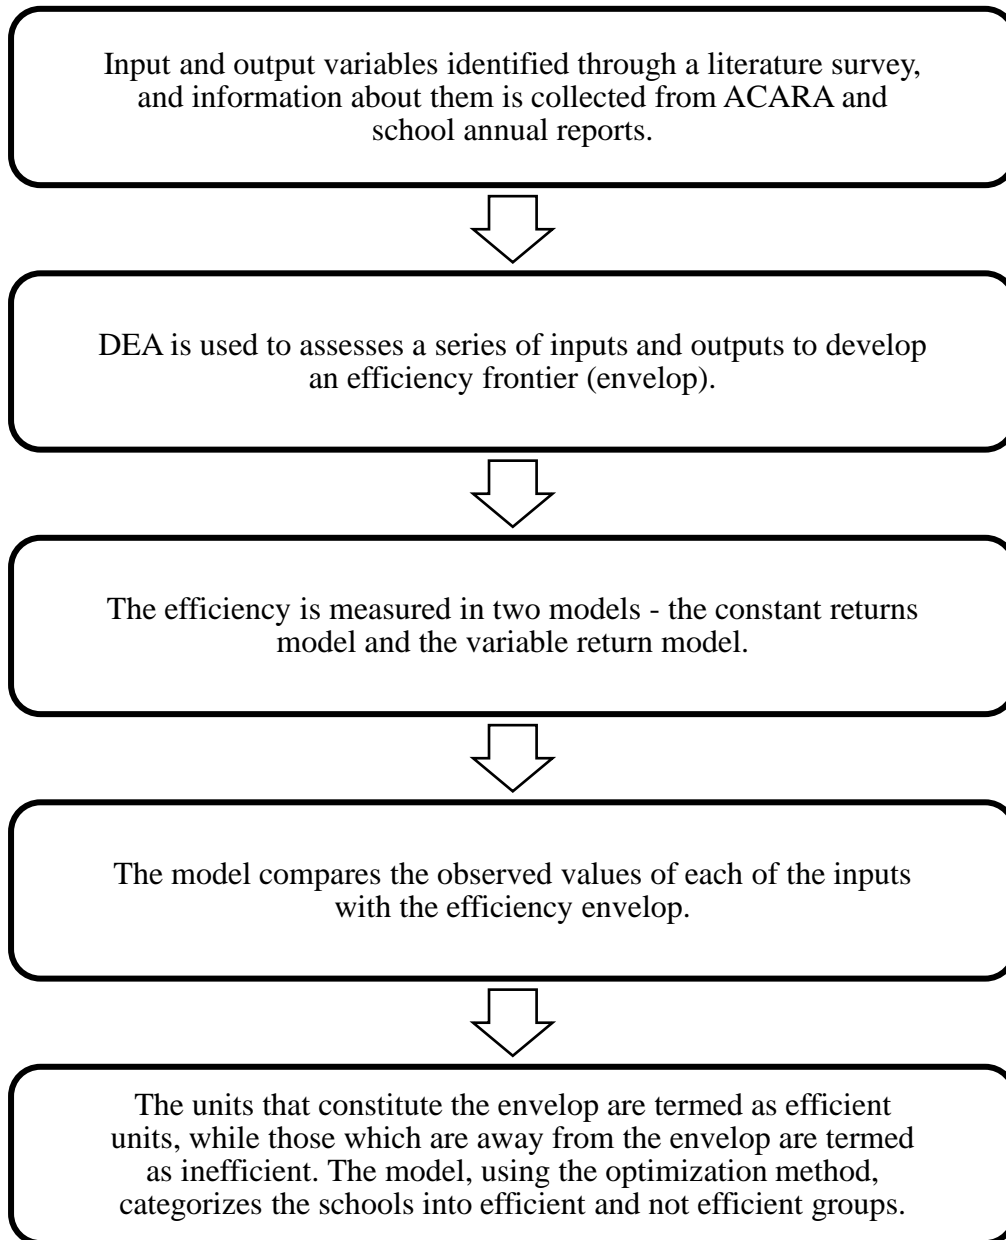 Input and output variables identified through a literature survey,
and information about them is collected from ACARA and
school annual reports.
DEA is used to assesses a series of inputs and outputs to develop
an efficiency frontier (envelop).
The efficiency is measured in two models - the constant returns
model and the variable return model.
The model compares the observed values of each of the inputs
with the efficiency envelop.
The units that constitute the envelop are termed as efficient
units, while those which are away from the envelop are termed
as inefficient. The model, using the optimization method,
categorizes the schools into efficient and not efficient groups.